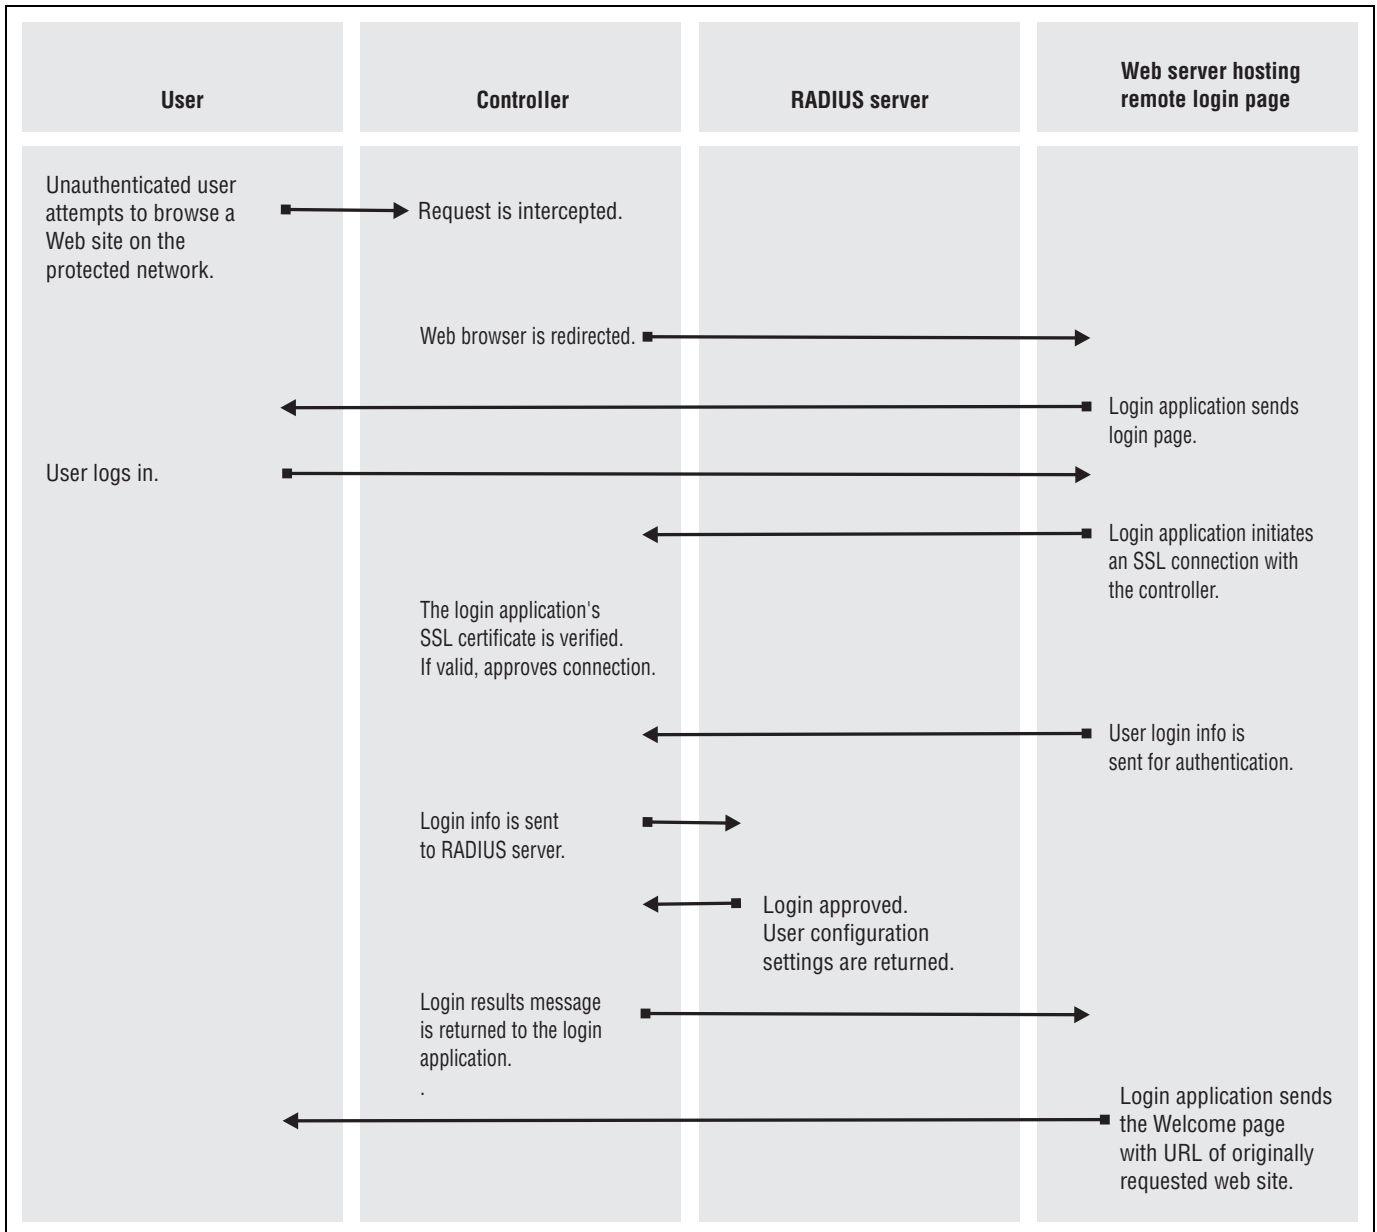 User
Controller
RADIUS server
Web server hosting
remote login page
Unauthenticated user
attempts to browse a
Web site on the
protected network.
Request is intercepted.
Web browser is redirected.
Login application sends
login page.
User logs in.
Login application initiates
an SSL connection with
the controller.
The login application's
SSL certificate is verified.
If valid, approves connection.
User login info is
sent for authentication.
Login info is sent
to RADIUS server.
Login approved.
User configuration
settings are returned.
Login results message
is returned to the login
application.
.
Login application sends
the Welcome page
with URL of originally
requested web site.